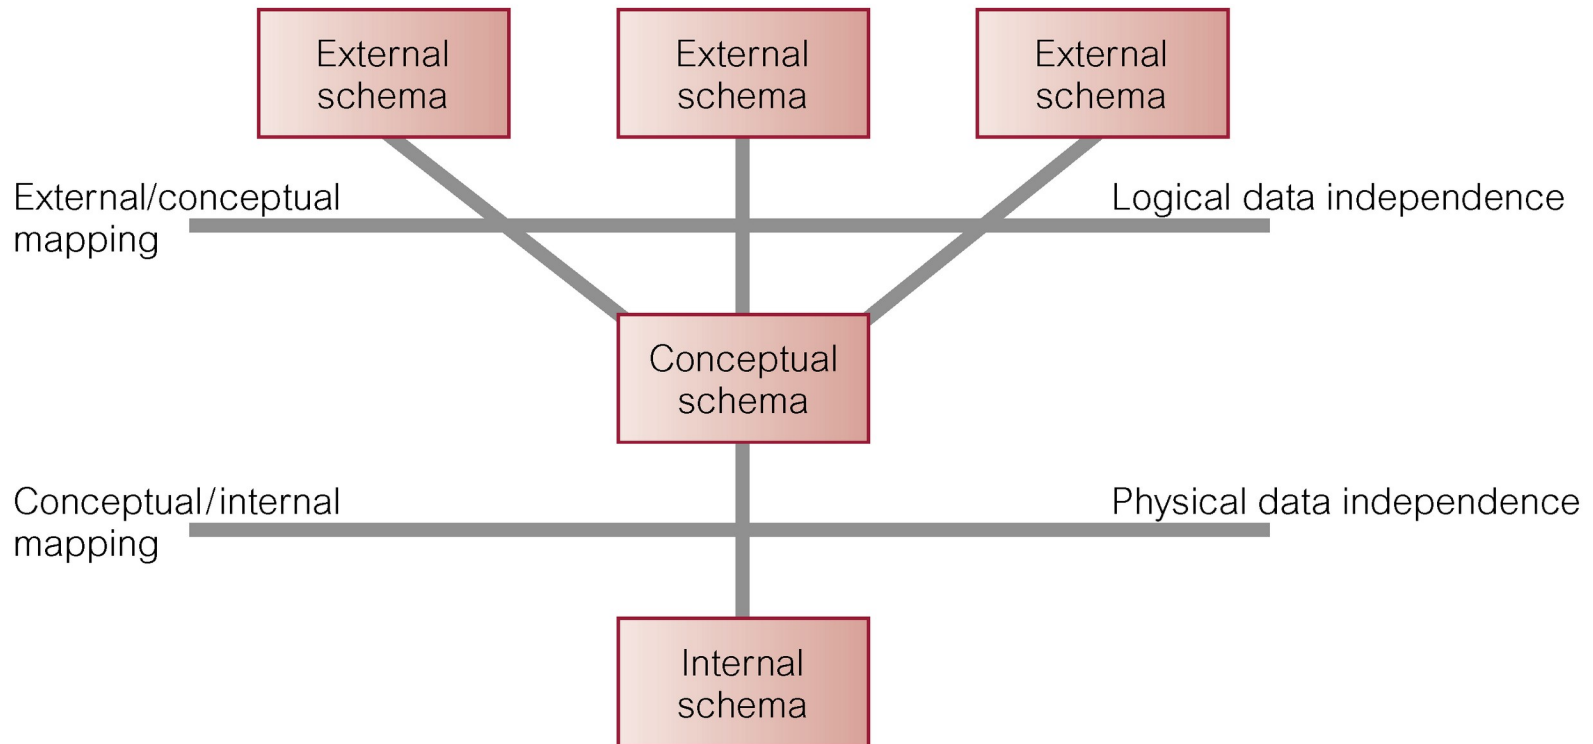 External
schema
External
schema
External
schema
External/conceptual
mapping
Logical data independence
Conceptual
schema
Conceptual/internal
mapping
Physical data independence
Internal
schema